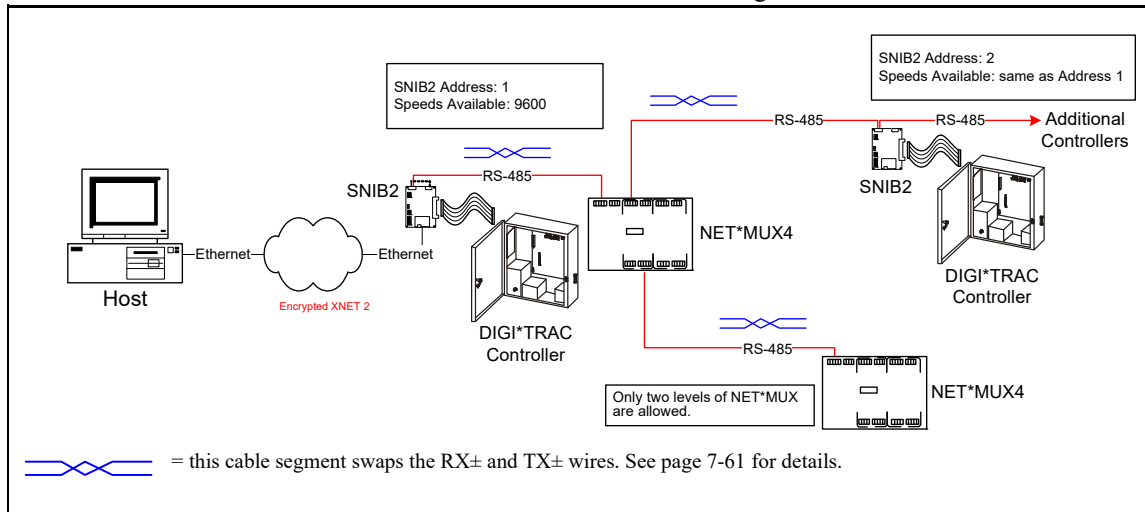 SNIB2 Address: 1
Speeds Available: 9600
SNIB2 Address: 2
Speeds Available: same as Address 1
RS-485
RS-485
Additional
Controllers
SNIB2
RS-485
SNIB2
NET*MUX4
DIGI*TRAC
Controller
Ethernet
Ethernet
Host
Encrypted XNET 2
DIGI*TRAC
Controller
RS-485
NET*MUX4
Only two levels of NET*MUX
are allowed.
= this cable segment swaps the RX± and TX± wires. See page 7-61 for details.